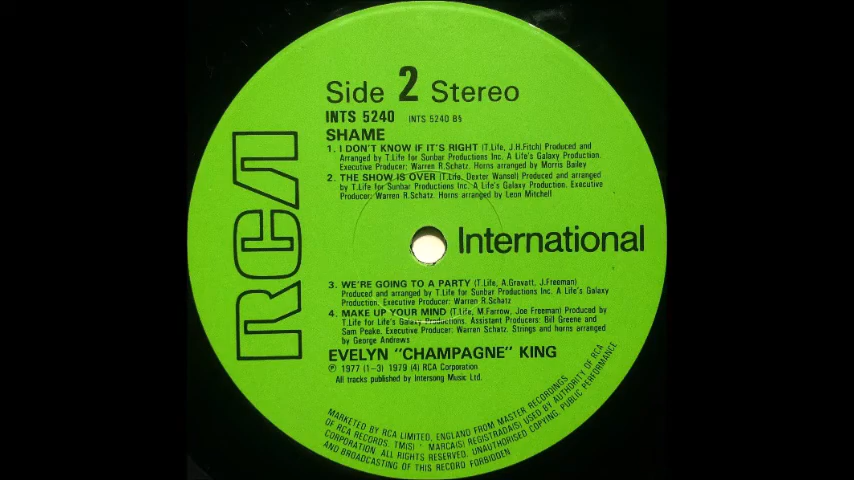 RCA
Side 2 Stereo
INTS 5240 INTS 5240 B§
SHAME
1. I DON'T KNOW IF IT'S RIGHT (T.Life, J.H.Fitch) Produced and
Arranged by T.Life for Sunbar Productions Inc. A Life's Galaxy Production.
Executive Producer: Warren R.Schatz. Horns arranged by Morris Bailey
2. THE SHOW IS OVER (T.Life, Dexter Wansel) Produced and arranged
by T.Life for Sunbar Productions Inc. A Life's Galaxy Production. Executive
Producer: Warren R.Schatz. Horns arranged by Leon Mitchell
International
3. WE'RE GOING TO A PARTY (T.Life, A.Gravatt, J.Freeman)
Produced and arranged by T.Life for Sunbar Productions Inc. A Life's Galaxy
Production. Executive Producer: Warren R.Schatz
4. MAKE UP YOUR MIND (T.Life, M.Farrow, Joe Freeman) Produced by
T.Life for Life's Galaxy Productions. Assistant Producers: Bill Greene and
Sam Peake. Executive Producer: Warren Schatz. Strings and horns arranged
by George Andrews
EVELYN "CHAMPAGNE" KING
℗ 1977 (1-3) 1979 (4) RCA Corporation
All tracks published by Intersong Music Ltd.
MARKETED BY RCA LIMITED, ENGLAND FROM MASTER RECORDINGS
OF RCA RECORDS. TM(S) ® MARCA(S) REGISTRADA(S) USED BY AUTHORITY OF RCA
CORPORATION. ALL RIGHTS RESERVED. UNAUTHORISED COPYING, PUBLIC PERFORMANCE
AND BROADCASTING OF THIS RECORD FORBIDDEN